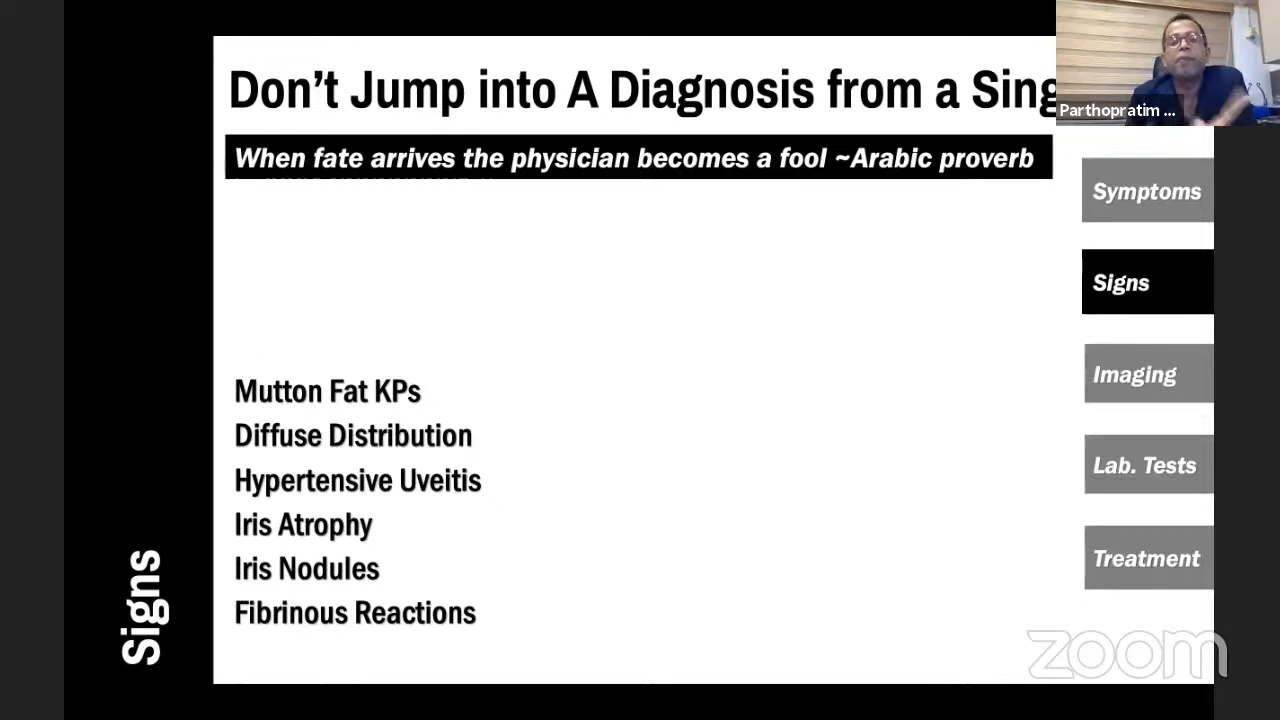 Don't Jump into A Diagnosis from a Sing
Parthopratim ...
When fate arrives the physician becomes a fool ~Arabic proverb
Symptoms
Signs
Imaging
Lab. Tests
Treatment
Mutton Fat KPs
Diffuse Distribution
Hypertensive Uveitis
Iris Atrophy
Iris Nodules
Fibrinous Reactions
Signs
zoom